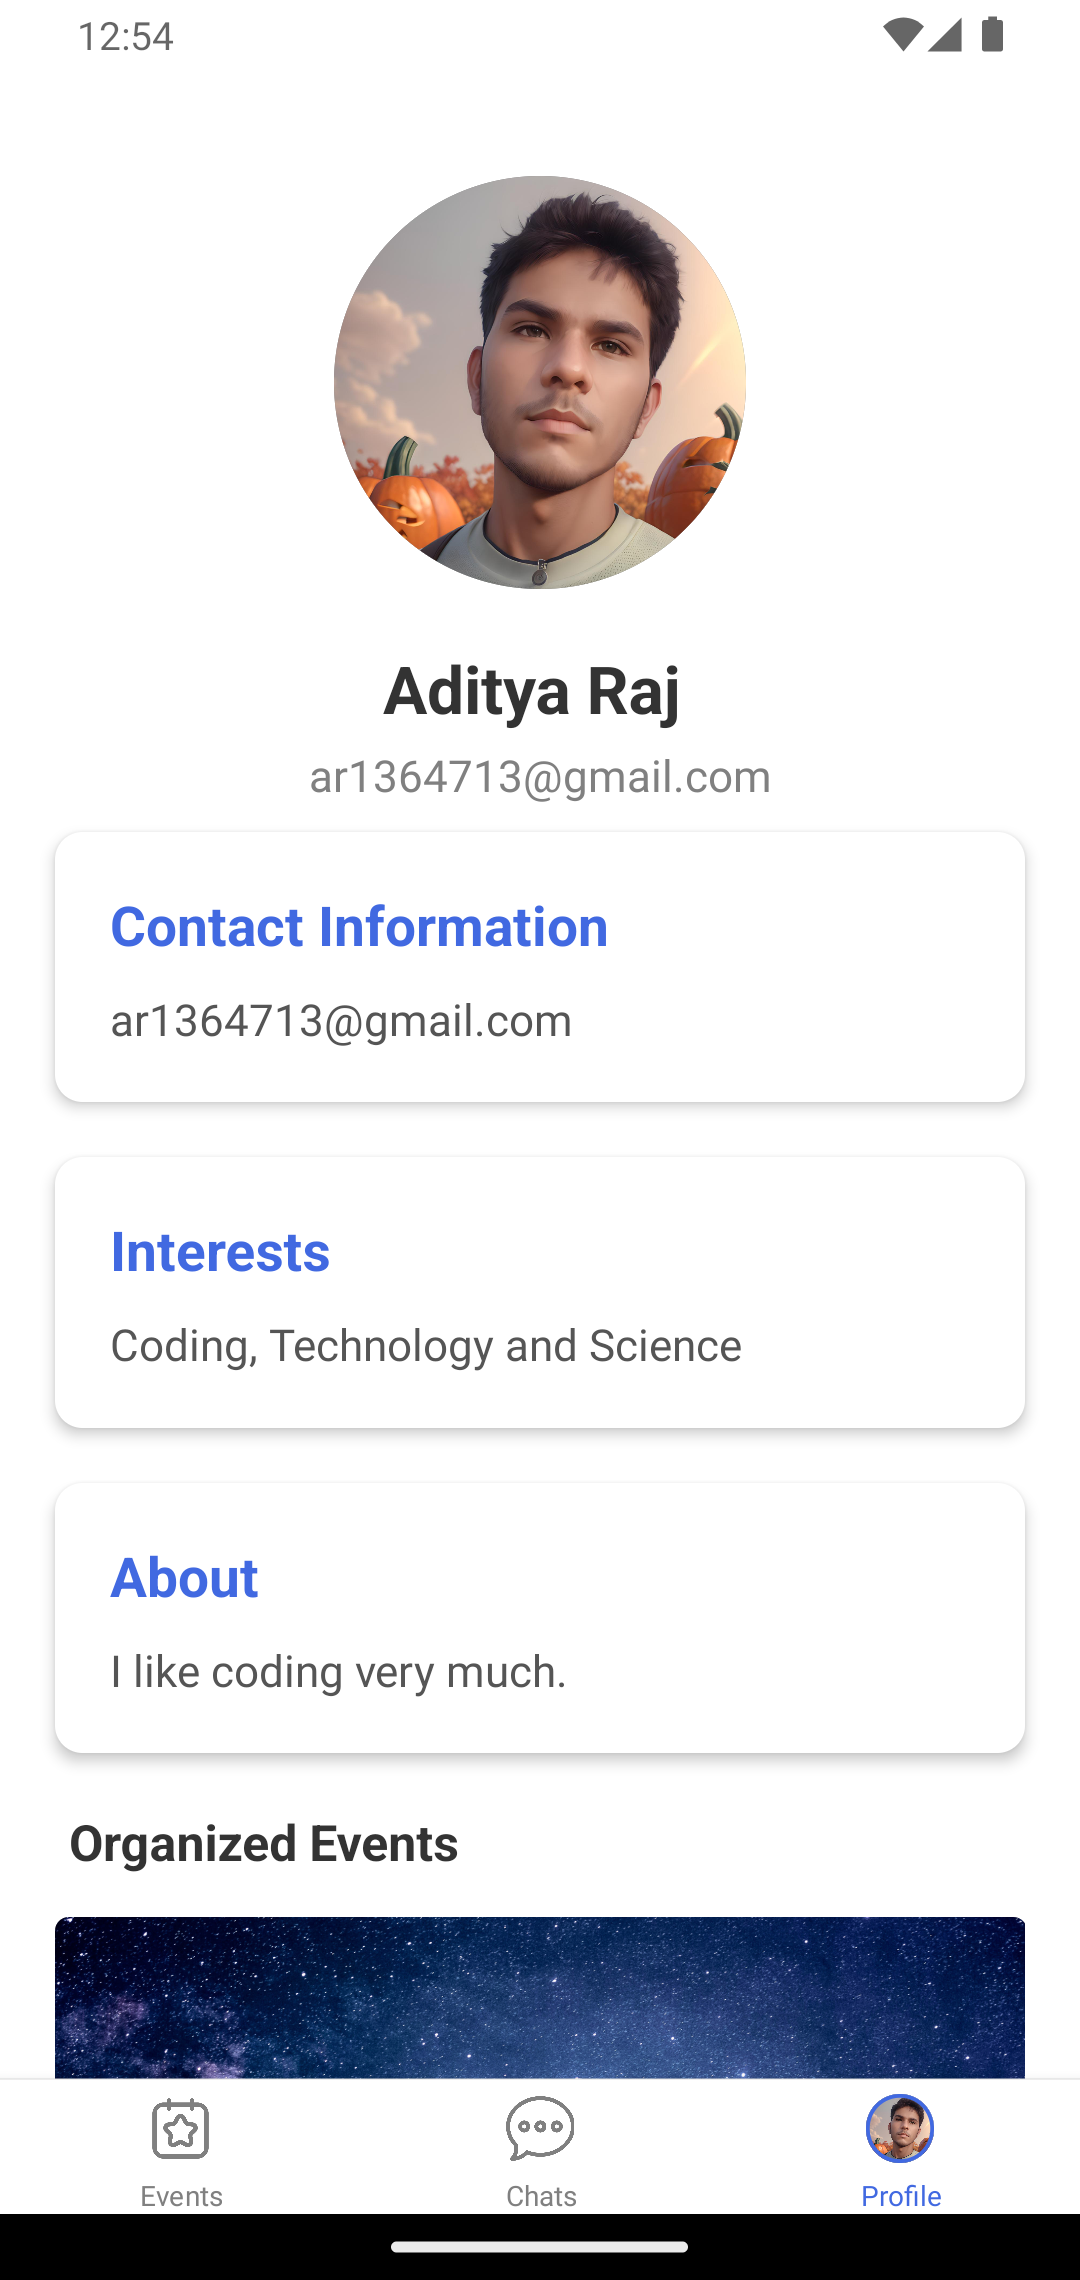 12:54
Aditya Raj
ar1364713@gmail.com
Contact Information
ar1364713@gmail.com
Interests
Coding, Technology and Science
About
I like coding very much.
Organized Events
Events
Chats
Profile